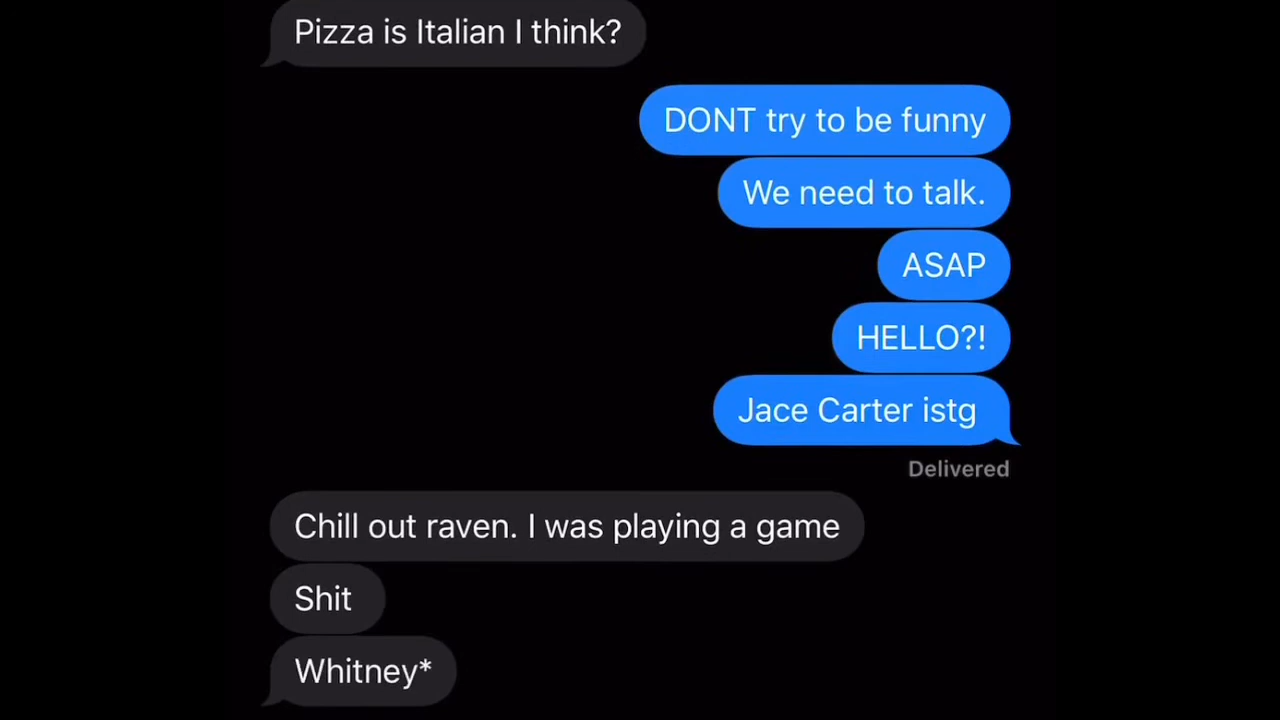 Pizza is Italian I think?
DONT try to be funny
We need to talk.
ASAP
HELLO?!
Jace Carter istg
Delivered
Chill out raven. I was playing a game
Shit
Whitney*